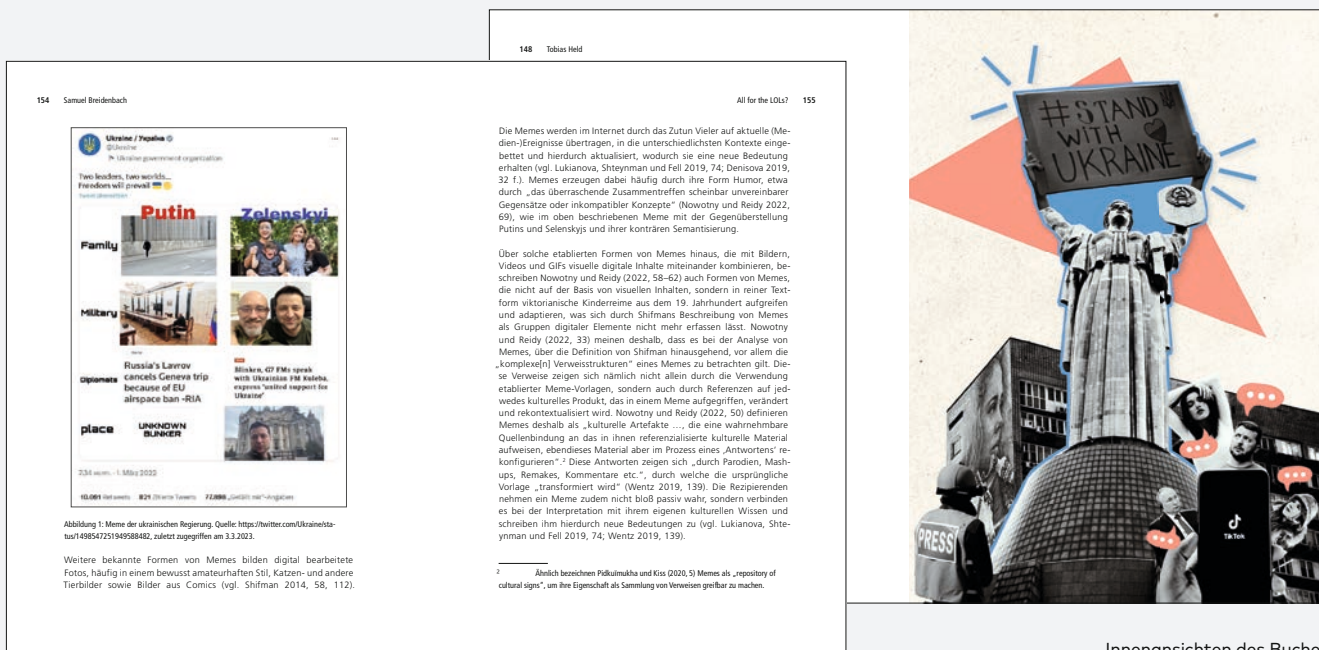 148 Tobias Held
154 Samuel Breidenbach
All for the LOLs? 155
Ukraine / Україна
@Ukraine
Ukraine government organization
Two leaders, two worlds...
Freedom will prevail
Putin
Zelenskyi
Family
Military
Diplomats
Russia's Lavrov
cancels Geneva trip
because of EU
airspace ban -RIA
Blinken, G7 FMs speak
with Ukrainian FM Kuleba,
express "united support for
Ukraine"
place
UNKNOWN
BUNKER
1. März 2022
10.001 Retweets 821 Zitierte Tweets „Gefällt mir“-Angaben
Abbildung 1: Meme der ukrainischen Regierung. Quelle: https://twitter.com/Ukraine/sta-
tus/1498547251949588482, zuletzt zugegriffen am 3.3.2023.
Weitere bekannte Formen von Memes bilden digital bearbeitete
Fotos, häufig in einem bewusst amateurhaften Stil, Katzen- und andere
Tierbilder sowie Bilder aus Comics (vgl. Shifman 2014, 58, 112).
Die Memes werden im Internet durch das Zutun Vieler auf aktuelle (Me-
dien-)Ereignisse übertragen, in die unterschiedlichsten Kontexte einge-
bettet und hierdurch aktualisiert, wodurch sie eine neue Bedeutung
erhalten (vgl. Lukianova, Shteynman und Fell 2019, 74; Denisova 2019,
32 f.). Memes erzeugen dabei häufig durch ihre Form Humor, etwa
durch „das überraschende Zusammentreffen scheinbar unvereinbarer
Gegensätze oder inkompatibler Konzepte“ (Nowotny und Reidy 2022,
69), wie im oben beschriebenen Meme mit der Gegenüberstellung
Putins und Selenskyjs und ihrer konträren Semantisierung.
Über solche etablierten Formen von Memes hinaus, die mit Bildern,
Videos und GIFs visuelle digitale Inhalte miteinander kombinieren, be-
schreiben Nowotny und Reidy (2022, 58–62) auch Formen von Memes,
die nicht auf der Basis von visuellen Inhalten, sondern in reiner Text-
form viktorianische Kinderreime aus dem 19. Jahrhundert aufgreifen
und adaptieren, was sich durch Shifmans Beschreibung von Memes
als Gruppen digitaler Elemente nicht mehr erfassen lässt. Nowotny
und Reidy (2022, 33) meinen deshalb, dass es bei der Analyse von
Memes, über die Definition von Shifman hinausgehend, vor allem die
„komplexe[n] Verweisstrukturen“ eines Memes zu betrachten gilt. Die-
se Verweise zeigen sich nämlich nicht allein durch die Verwendung
etablierter Meme-Vorlagen, sondern auch durch Referenzen auf jed-
wedes kulturelles Produkt, das in einem Meme aufgegriffen, verändert
und rekontextualisiert wird. Nowotny und Reidy (2022, 50) definieren
Memes deshalb als „kulturelle Artefakte …, die eine wahrnehmbare
Quellenbindung an das in ihnen referenzialisierte kulturelle Material
aufweisen, ebendieses Material aber im Prozess eines ‚Antwortens‘ re-
konfigurieren“.² Diese Antworten zeigen sich „durch Parodien, Mash-
ups, Remakes, Kommentare etc.“, durch welche die ursprüngliche
Vorlage „transformiert wird“ (Wentz 2019, 139). Die Rezipierenden
nehmen ein Meme zudem nicht bloß passiv wahr, sondern verbinden
es bei der Interpretation mit ihrem eigenen kulturellen Wissen und
schreiben ihm hierdurch neue Bedeutungen zu (vgl. Lukianova, Shte-
ynman und Fell 2019, 74; Wentz 2019, 139).
2 Ähnlich bezeichnen Pidkuĭmukha und Kiss (2020, 5) Memes als „repository of
cultural signs“, um ihre Eigenschaft als Sammlung von Verweisen greifbar zu machen.
#STAND
WITH
UKRAINE
PRESS
TikTok
Innenansichten des Buche